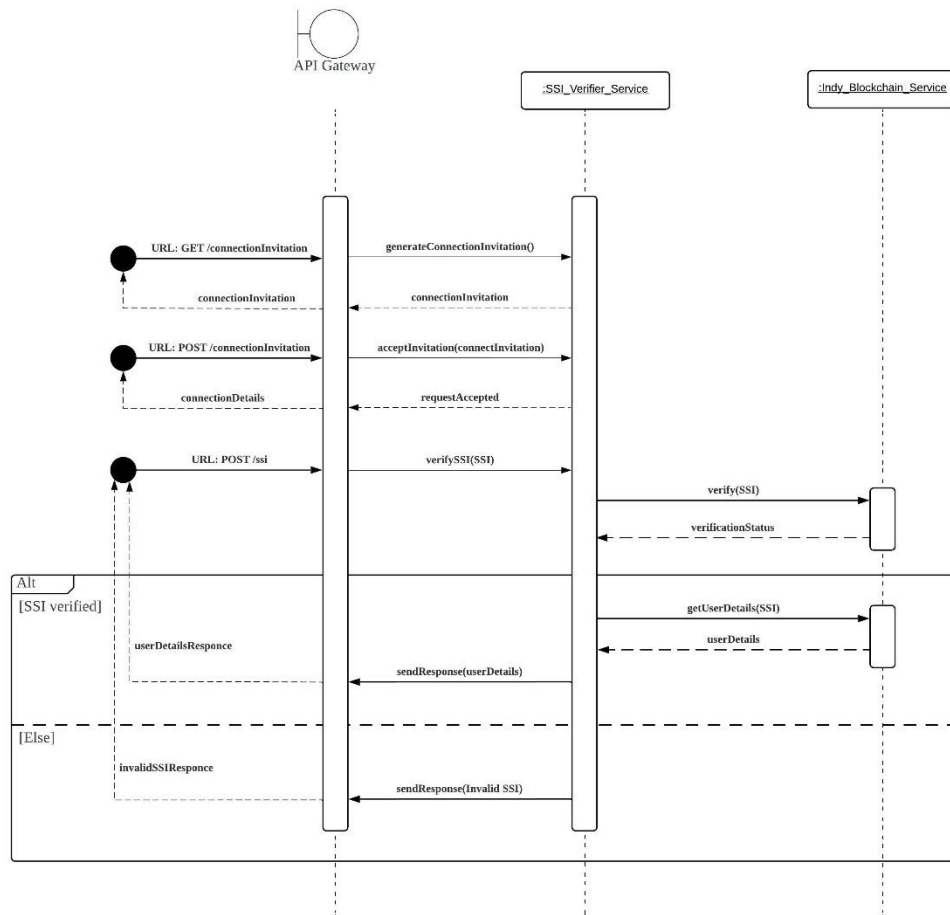 API Gateway
:SSI_Verifier_Service
:Indy_Blockchain_Service
URL: GET /connectionInvitation
generateConnectionInvitation()
connectionInvitation
connectionInvitation
URL: POST /connectionInvitation
acceptInvitation(connectInvitation)
connectionDetails
requestAccepted
URL: POST /ssi
verifySSI(SSI)
verify(SSI)
verificationStatus
Alt
[SSI verified]
getUserDetails(SSI)
userDetails
userDetailsResponce
sendResponse(userDetails)
[Else]
invalidSSIResponce
sendResponse(Invalid SSI)